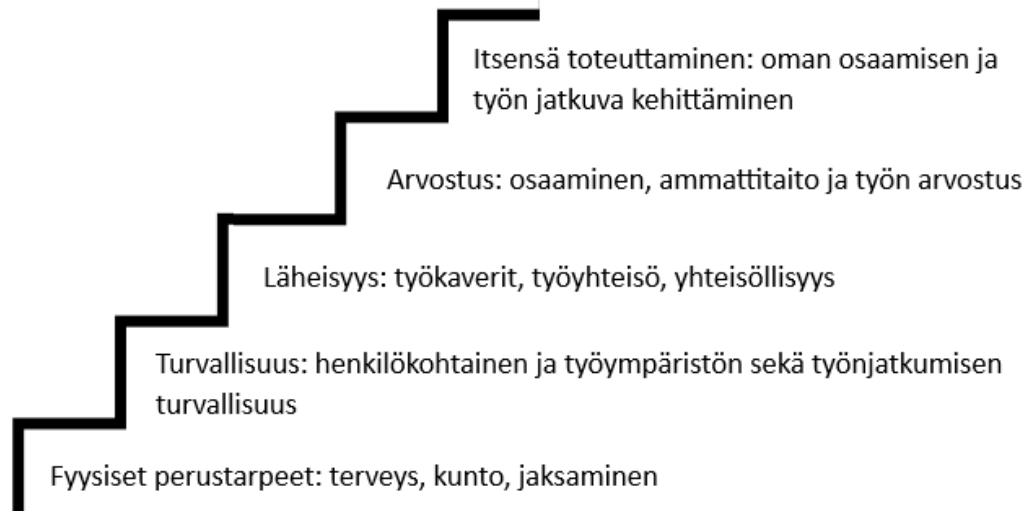 Itsensä toteuttaminen: oman osaamisen ja
työn jatkuva kehittäminen
Arvostus: osaaminen, ammattitaito ja työn arvostus
Läheisyys: työkaverit, työyhteisö, yhteisöllisyys
Turvallisuus: henkilökohtainen ja työympäristön sekä työnjatkumisen
turvallisuus
Fyysiset perustarpeet: terveys, kunto, jaksaminen